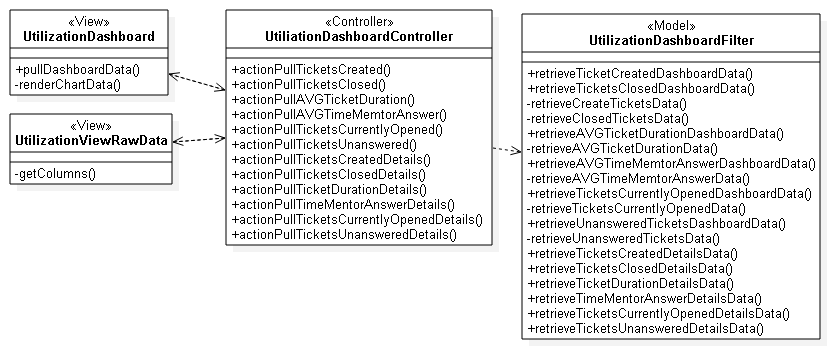 «View»
UtilizationDashboard
+pullDashboardData()
-renderChartData()
«View»
UtilizationViewRawData
-getColumns()
«Controller»
UtiliationDashboardController
+actionPullTicketsCreated()
+actionPullTicketsClosed()
+actionPullAVGTicketDuration()
+actionPullAVGTimeMemtorAnswer()
+actionPullTicketsCurrentlyOpened()
+actionPullTicketsUnanswered()
+actionPullTicketsCreatedDetails()
+actionPullTicketsClosedDetails()
+actionPullTicketDurationDetails()
+actionPullTimeMentorAnswerDetails()
+actionPullTicketsCurrentlyOpenedDetails()
+actionPullTicketsUnansweredDetails()
«Model»
UtilizationDashboardFilter
+retrieveTicketCreatedDashboardData()
+retrieveTicketsClosedDashboardData()
-retrieveCreateTicketsData()
-retrieveClosedTicketsData()
+retrieveAVGTicketDurationDashboardData()
-retrieveAVGTicketDurationData()
+retrieveAVGTimeMemtorAnswerDashboardData()
-retrieveAVGTimeMemtorAnswerData()
+retrieveTicketsCurrentlyOpenedDashboardData()
-retrieveTicketsCurrentlyOpenedData()
+retrieveUnansweredTicketsDashboardData()
-retrieveUnansweredTicketsData()
+retrieveTicketsCreatedDetailsData()
+retrieveTicketsClosedDetailsData()
+retrieveTicketDurationDetailsData()
+retrieveTimeMentorAnswerDetailsData()
+retrieveTicketsCurrentlyOpenedDetailsData()
+retrieveTicketsUnansweredDetailsData()